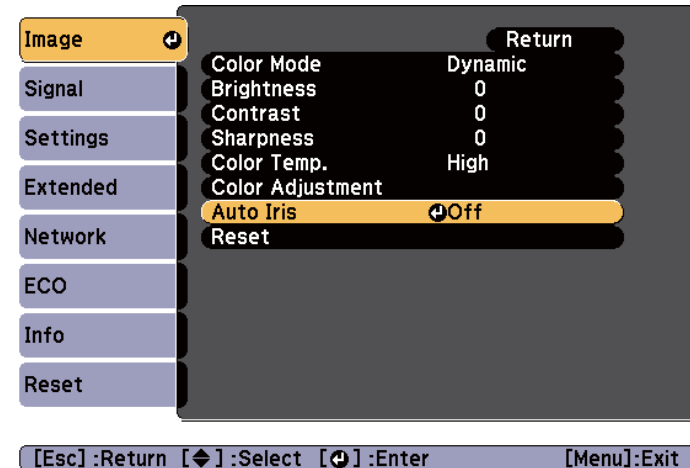 Image
Signal
Settings
Extended
Network
ECO
Info
Reset
Return
Color Mode Dynamic
Brightness 0
Contrast 0
Sharpness 0
Color Temp. High
Color Adjustment
Auto Iris Off
Reset
[Esc] :Return [◆] :Select [↵] :Enter [Menu]:Exit